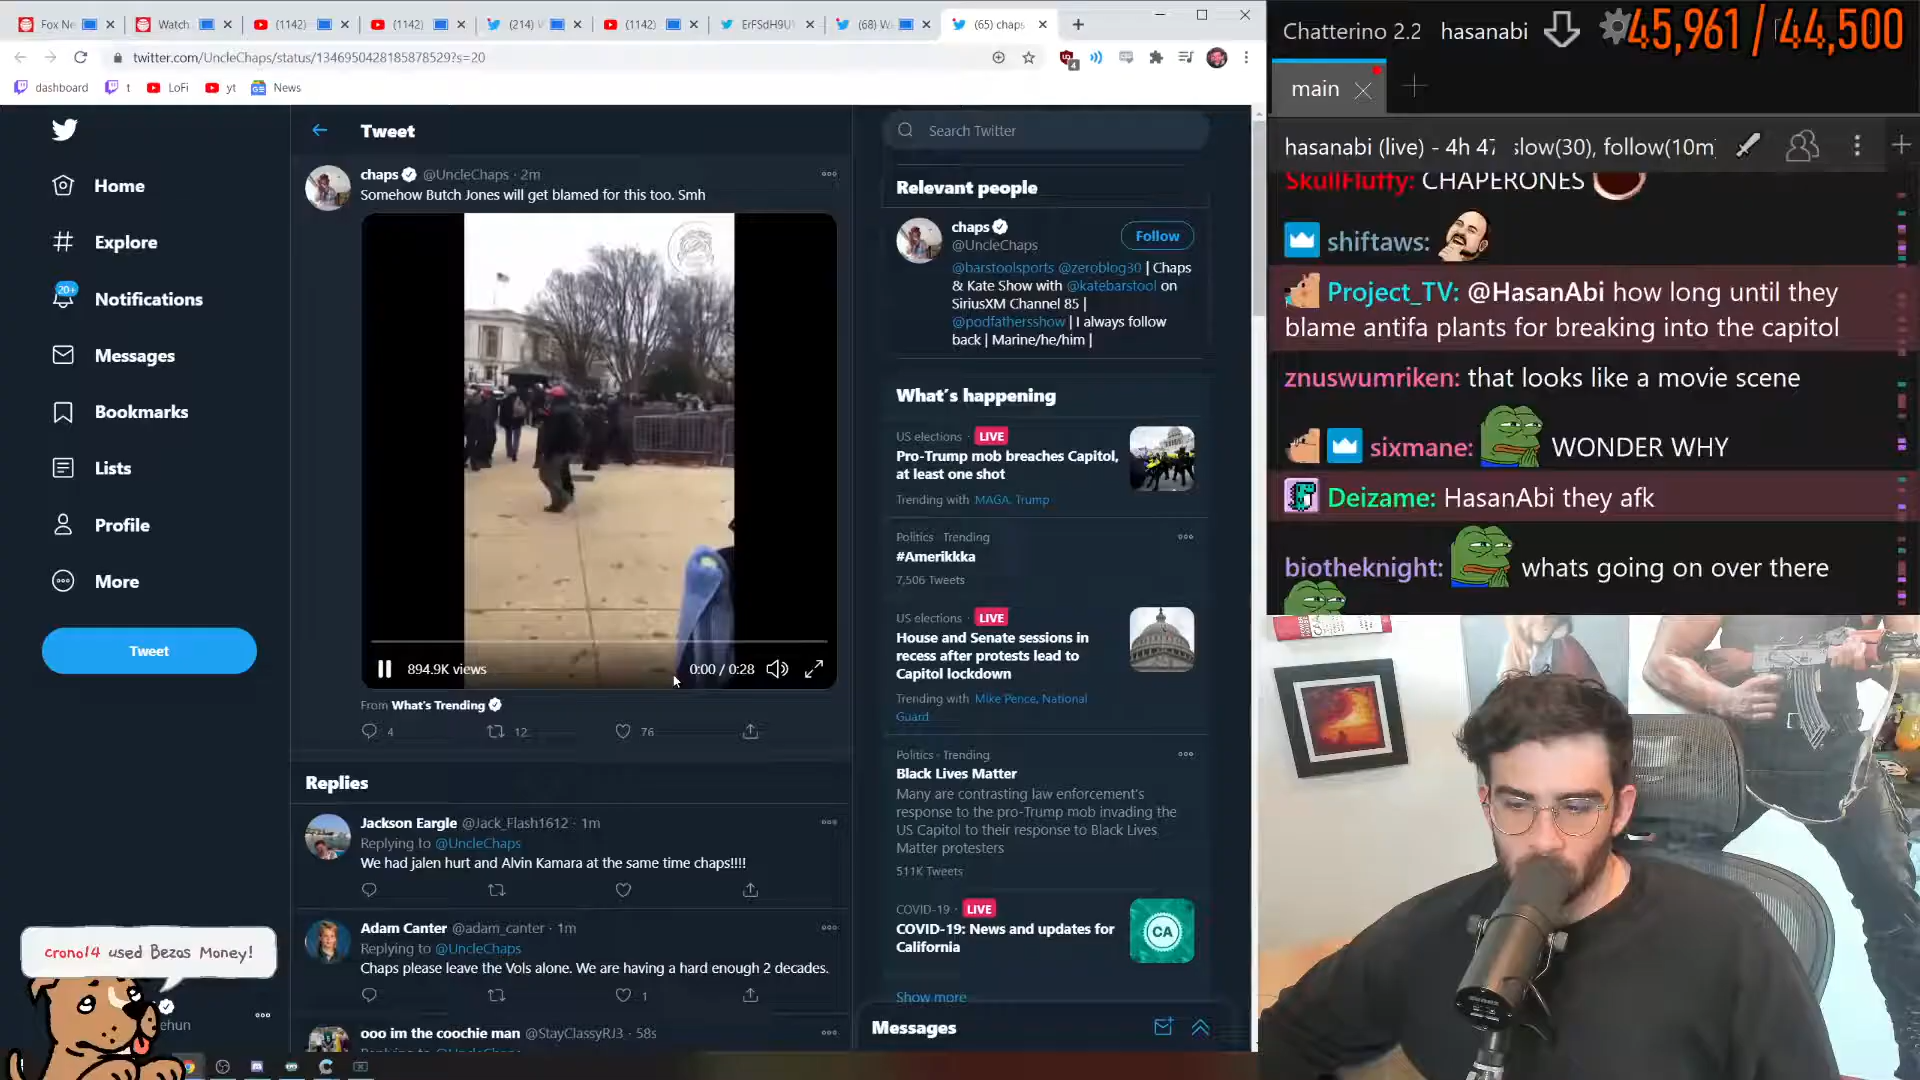 Fox Ne
Watch
(1142)
(1142)
(214)
(1142)
ErFSdH9U
(68) W
(65) chaps
twitter.com/UncleChaps/status/1346950428185878529?s=20
dashboard
t
LoFi
yt
News
Home
Explore
20+
Notifications
Messages
Bookmarks
Lists
Profile
More
Tweet
Tweet
chaps @UncleChaps · 2m
Somehow Butch Jones will get blamed for this too. Smh
894.9K views
0:00 / 0:28
From What's Trending
4
12
76
Replies
Jackson Eargle @Jack_Flash1612 · 1m
Replying to @UncleChaps
We had jalen hurt and Alvin Kamara at the same time chaps!!!!
Adam Canter @adam_canter · 1m
Replying to @UncleChaps
Chaps please leave the Vols alone. We are having a hard enough 2 decades.
1
ooo im the coochie man @StayClassyRJ3 · 58s
Replying to @UncleChaps
Search Twitter
Relevant people
chaps
@UncleChaps
Follow
@barstoolsports @zeroblog30 | Chaps
& Kate Show with @katebarstool on
SiriusXM Channel 85 |
@podfathersshow | I always follow
back | Marine/he/him |
What's happening
US elections · LIVE
Pro-Trump mob breaches Capitol,
at least one shot
Trending with MAGA, Trump
Politics · Trending
#Amerikkka
7,506 Tweets
US elections · LIVE
House and Senate sessions in
recess after protests lead to
Capitol lockdown
Trending with Mike Pence, National
Guard
Politics · Trending
Black Lives Matter
Many are contrasting law enforcement's
response to the pro-Trump mob invading the
US Capitol to their response to Black Lives
Matter protesters
511K Tweets
COVID-19 · LIVE
COVID-19: News and updates for
California
CA
Show more
Messages
crono14 used Bezos Money!
ehun
Chatterino 2.2
hasanabi
45,961 / 44,500
main
hasanabi (live) - 4h 47
slow(30), follow(10m
SkullFluffy: CHAPERONES
shiftaws:
Project_TV: @HasanAbi how long until they
blame antifa plants for breaking into the capitol
znuswumriken: that looks like a movie scene
sixmane: WONDER WHY
Deizame: HasanAbi they afk
biotheknight: whats going on over there